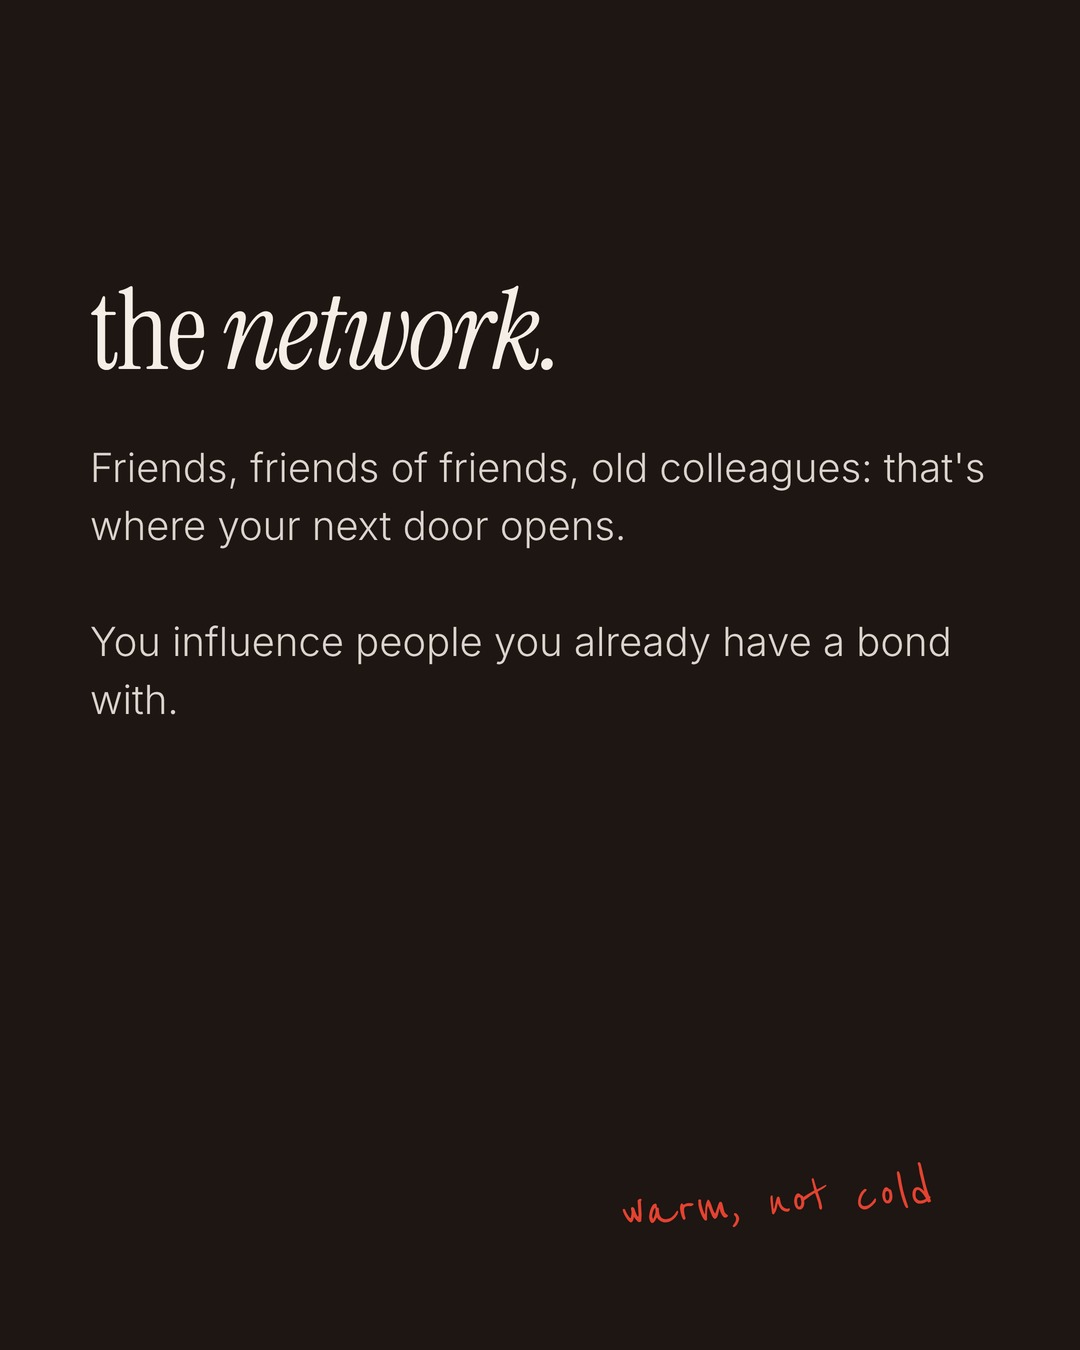 the network.
Friends, friends of friends, old colleagues: that's
where your next door opens.
You influence people you already have a bond
with.
warm, not cold